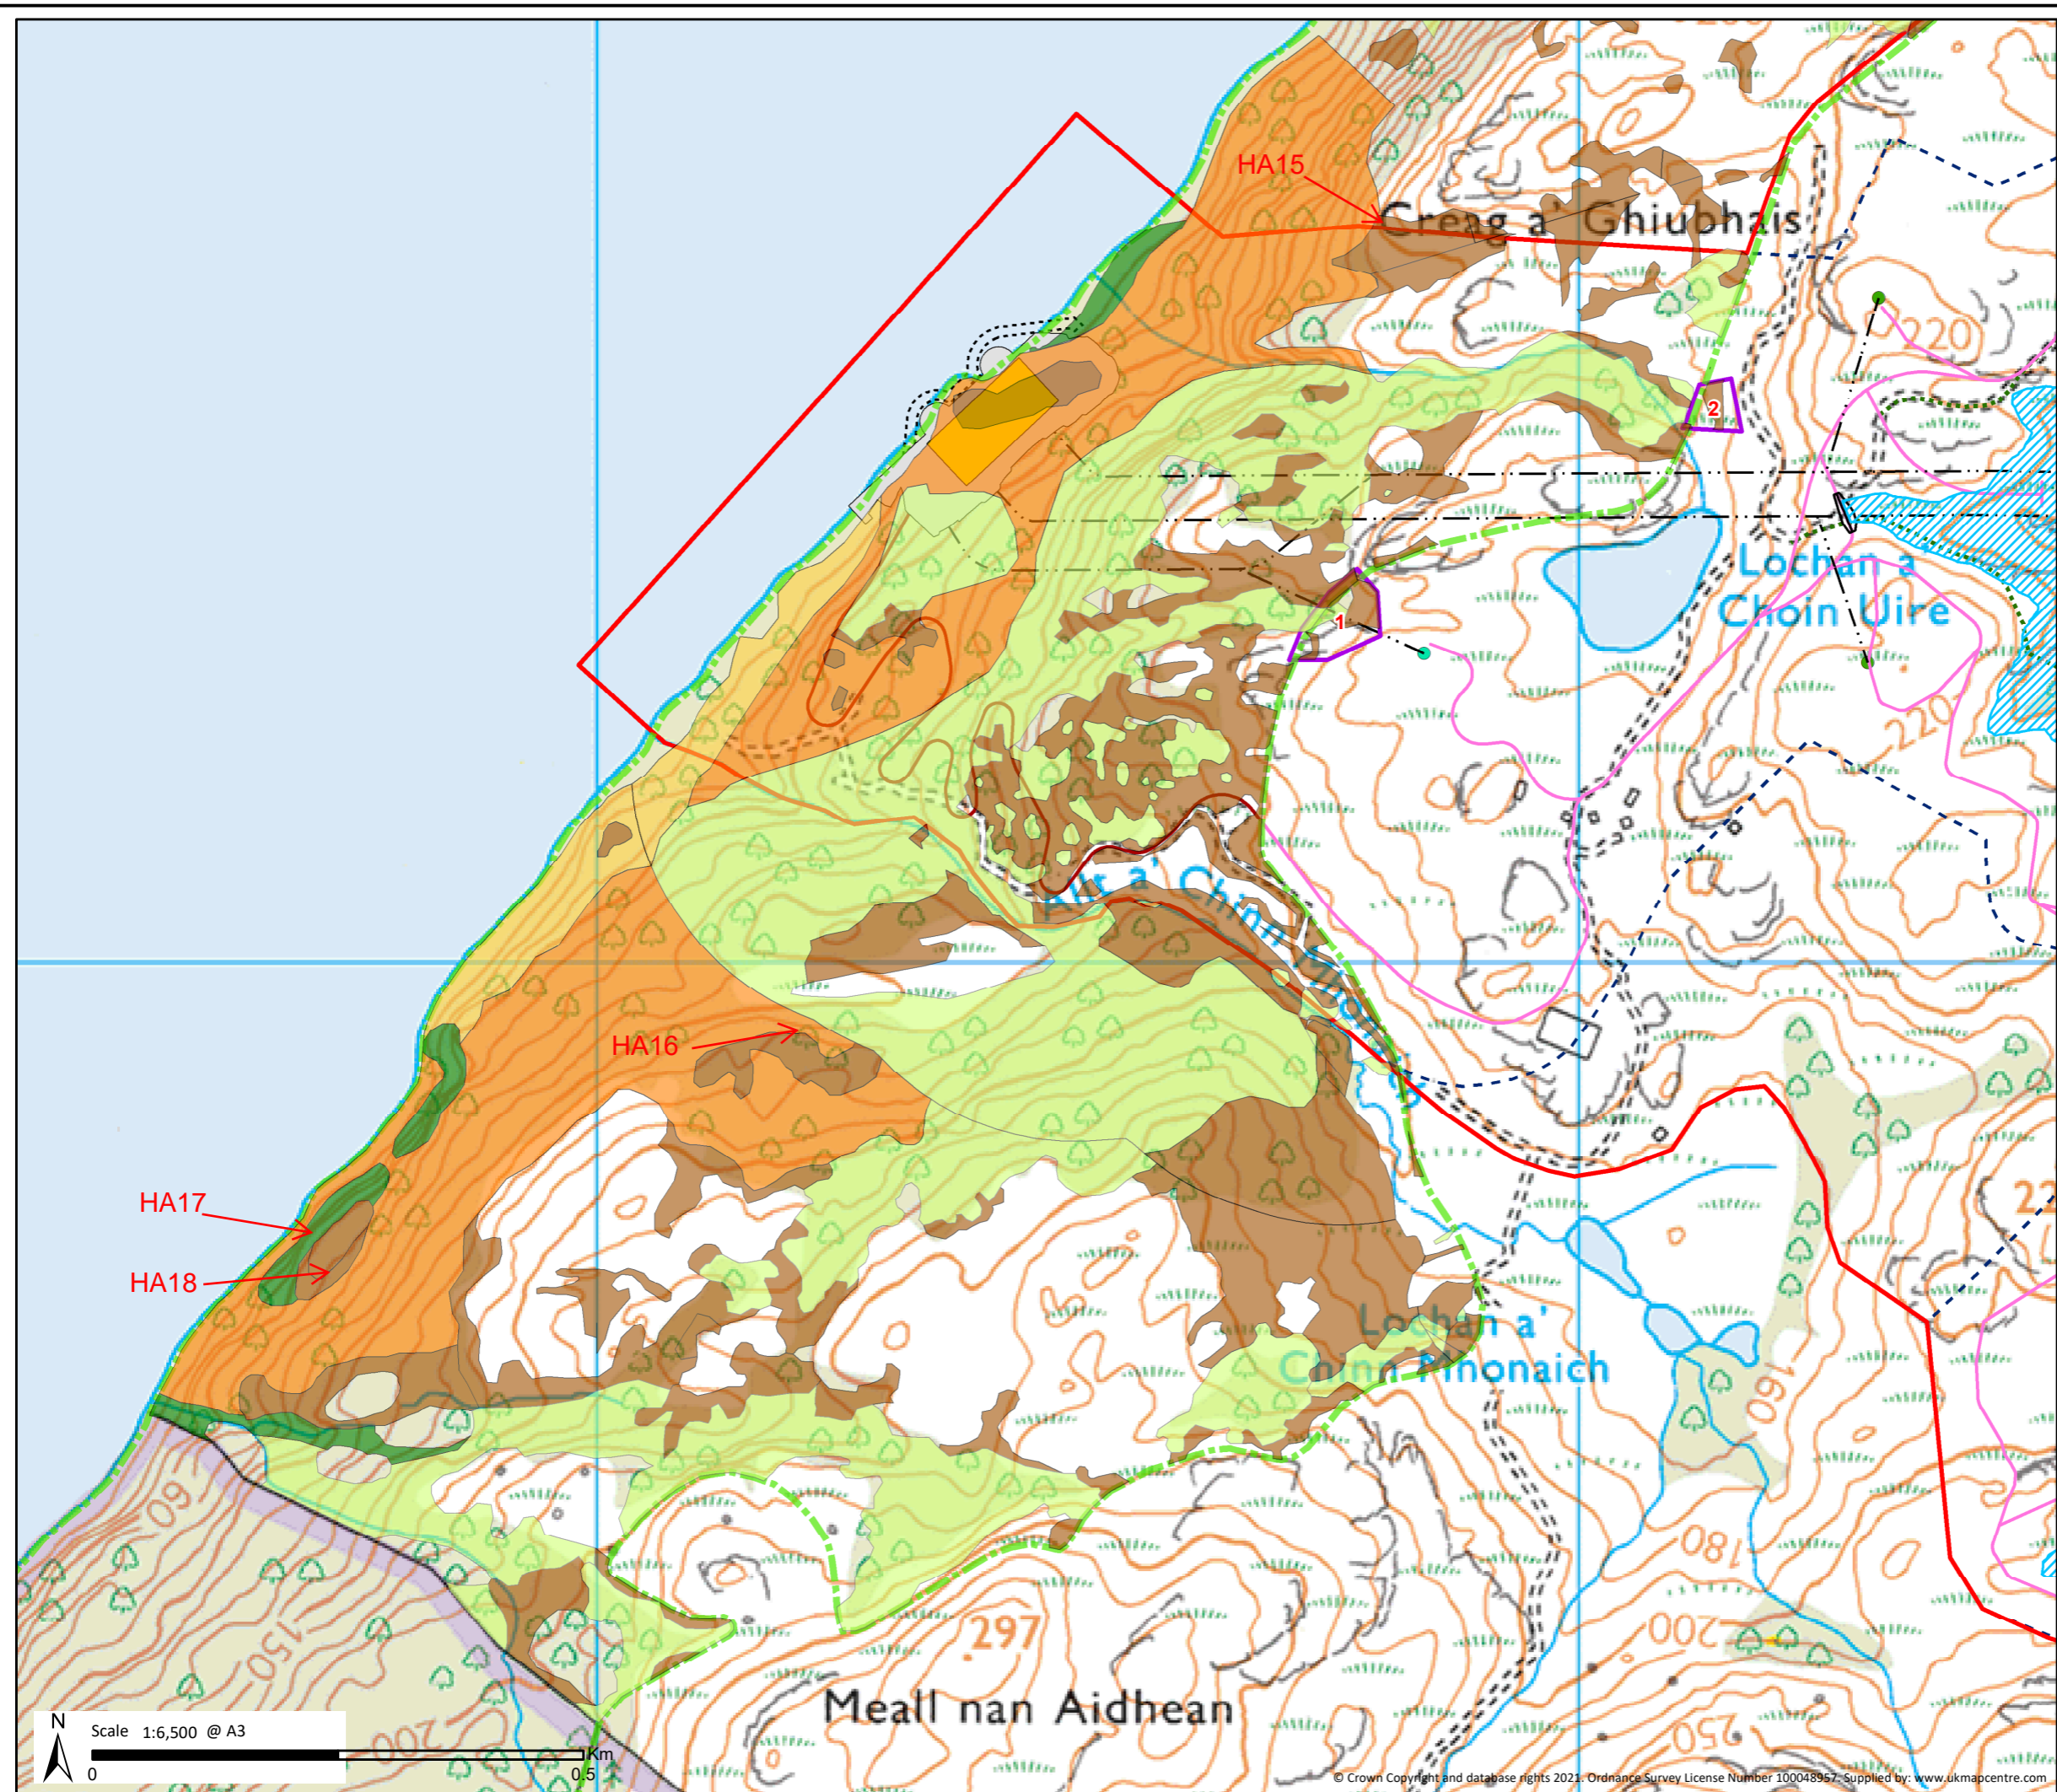 HA15
Creag a' Ghiubhais
220
2
Lochan a'
Choin Uire
1
220
Allt a' Chinn Mhonaich
HA16
HA17
HA18
22
Lochan a'
Chinn Mhonaich
160
60
180
150
297
200
200
Meall nan Aidhean
250
N
Scale 1:6,500 @ A3
Km
0
0.5
© Crown Copyright and database rights 2021. Ordnance Survey License Number 100048957. Supplied by: www.ukmapcentre.com